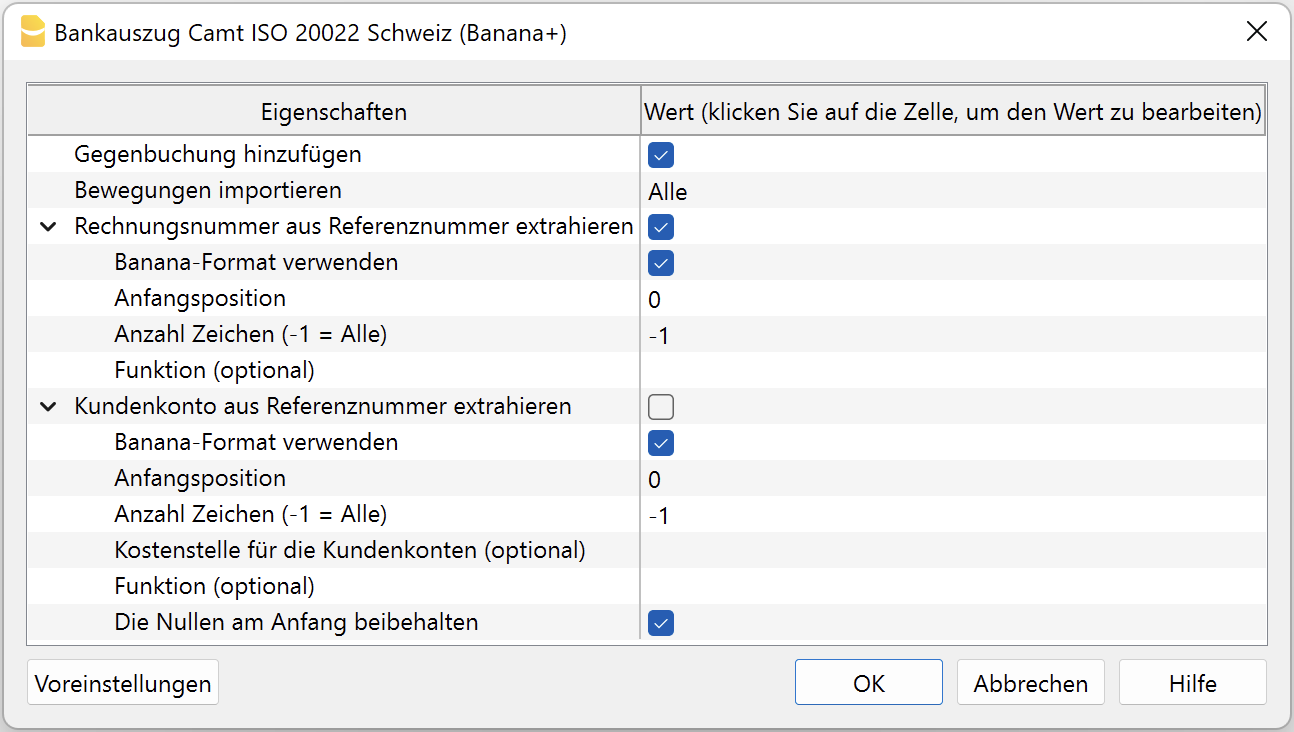 Bankauszug Camt ISO 20022 Schweiz (Banana+)
Eigenschaften Wert (klicken Sie auf die Zelle, um den Wert zu bearbeiten)
Gegenbuchung hinzufügen
Bewegungen importieren Alle
Rechnungsnummer aus Referenznummer extrahieren
Banana-Format verwenden
Anfangsposition 0
Anzahl Zeichen (-1 = Alle) -1
Funktion (optional)
Kundenkonto aus Referenznummer extrahieren
Banana-Format verwenden
Anfangsposition 0
Anzahl Zeichen (-1 = Alle) -1
Kostenstelle für die Kundenkonten (optional)
Funktion (optional)
Die Nullen am Anfang beibehalten
Voreinstellungen OK Abbrechen Hilfe